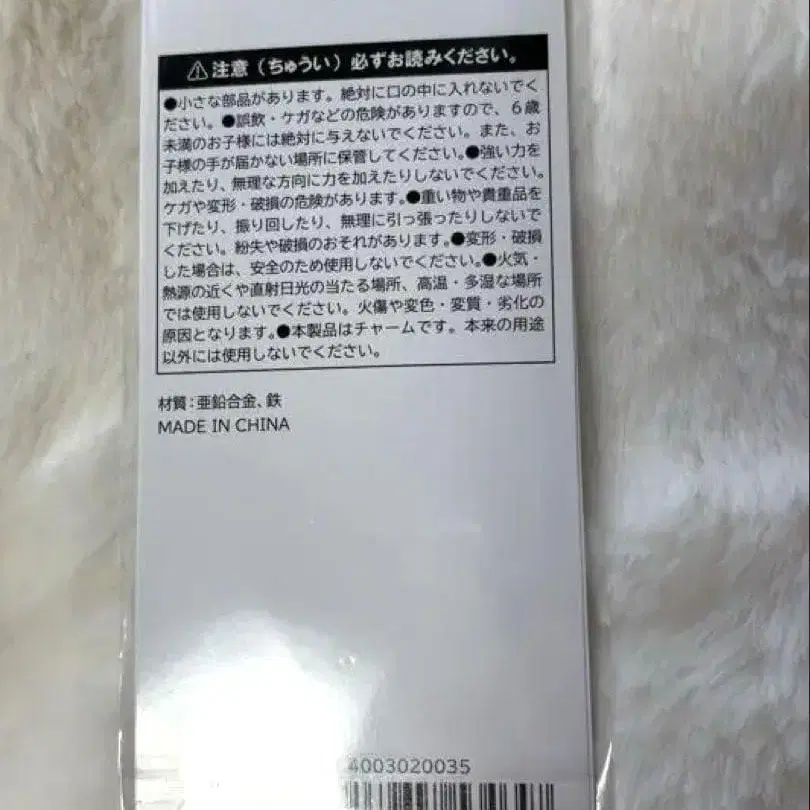 ⚠注意（ちゅうい）必ずお読みください。
●小さな部品があります。絶対に口の中に入れないでく
ださい。●誤飲・ケガなどの危険がありますので、６歳
未満のお子様には絶対に与えないでください。また、お
子様の手が届かない場所に保管してください。●強い力を
加えたり、無理な方向に力を加えたりしないでください。
ケガや変形・破損の危険があります。●重い物や貴重品を
下げたり、振り回したり、無理に引っ張ったりしないで
ください。紛失や破損のおそれがあります。●変形・破損
した場合は、安全のため使用しないでください。●火気・
熱源の近くや直射日光の当たる場所、高温・多湿な場所
では使用しないでください。火傷や変色・変質・劣化の
原因となります。●本製品はチャームです。本来の用途
以外には使用しないでください。
材質：亜鉛合金、鉄
MADE IN CHINA
4003020035